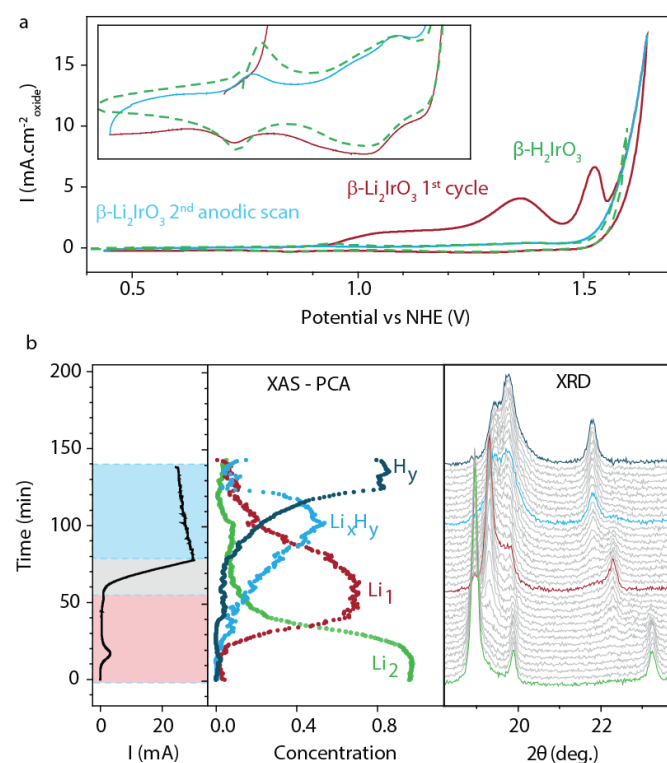 a
I (mA.cm⁻²oxide)
15
10
5
0
β-H₂IrO₃
β-Li₂IrO₃ 1ˢᵗ cycle
β-Li₂IrO₃ 2ⁿᵈ anodic scan
0.5 1.0 1.5
Potential vs NHE (V)
b
200
150
100
50
0
Time (min)
XAS - PCA
XRD
Hy
LixHy
Li₁
Li₂
0 20
0.0 0.4 0.8
20 22
I (mA)
Concentration
2θ (deg.)